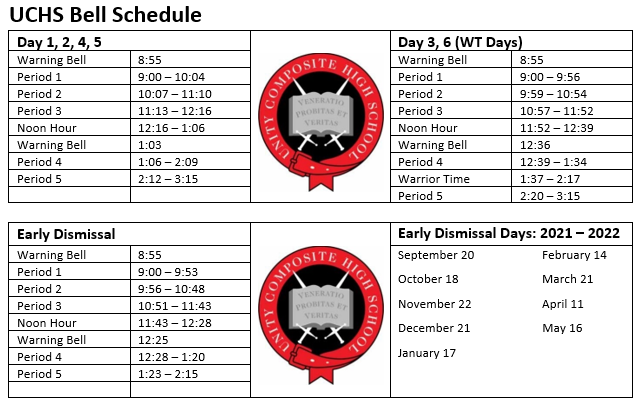 UCHS Bell Schedule
Day 1, 2, 4, 5
Warning Bell 8:55
Period 1 9:00 – 10:04
Period 2 10:07 – 11:10
Period 3 11:13 – 12:16
Noon Hour 12:16 – 1:06
Warning Bell 1:03
Period 4 1:06 – 2:09
Period 5 2:12 – 3:15
UNITY COMPOSITE HIGH SCHOOL
VENERATIO
PROBITAS ET
VERITAS
Day 3, 6 (WT Days)
Warning Bell 8:55
Period 1 9:00 – 9:56
Period 2 9:59 – 10:54
Period 3 10:57 – 11:52
Noon Hour 11:52 – 12:39
Warning Bell 12:36
Period 4 12:39 – 1:34
Warrior Time 1:37 – 2:17
Period 5 2:20 – 3:15
Early Dismissal
Warning Bell 8:55
Period 1 9:00 – 9:53
Period 2 9:56 – 10:48
Period 3 10:51 – 11:43
Noon Hour 11:43 – 12:28
Warning Bell 12:25
Period 4 12:28 – 1:20
Period 5 1:23 – 2:15
UNITY COMPOSITE HIGH SCHOOL
VENERATIO
PROBITAS ET
VERITAS
Early Dismissal Days: 2021 – 2022
September 20 February 14
October 18 March 21
November 22 April 11
December 21 May 16
January 17